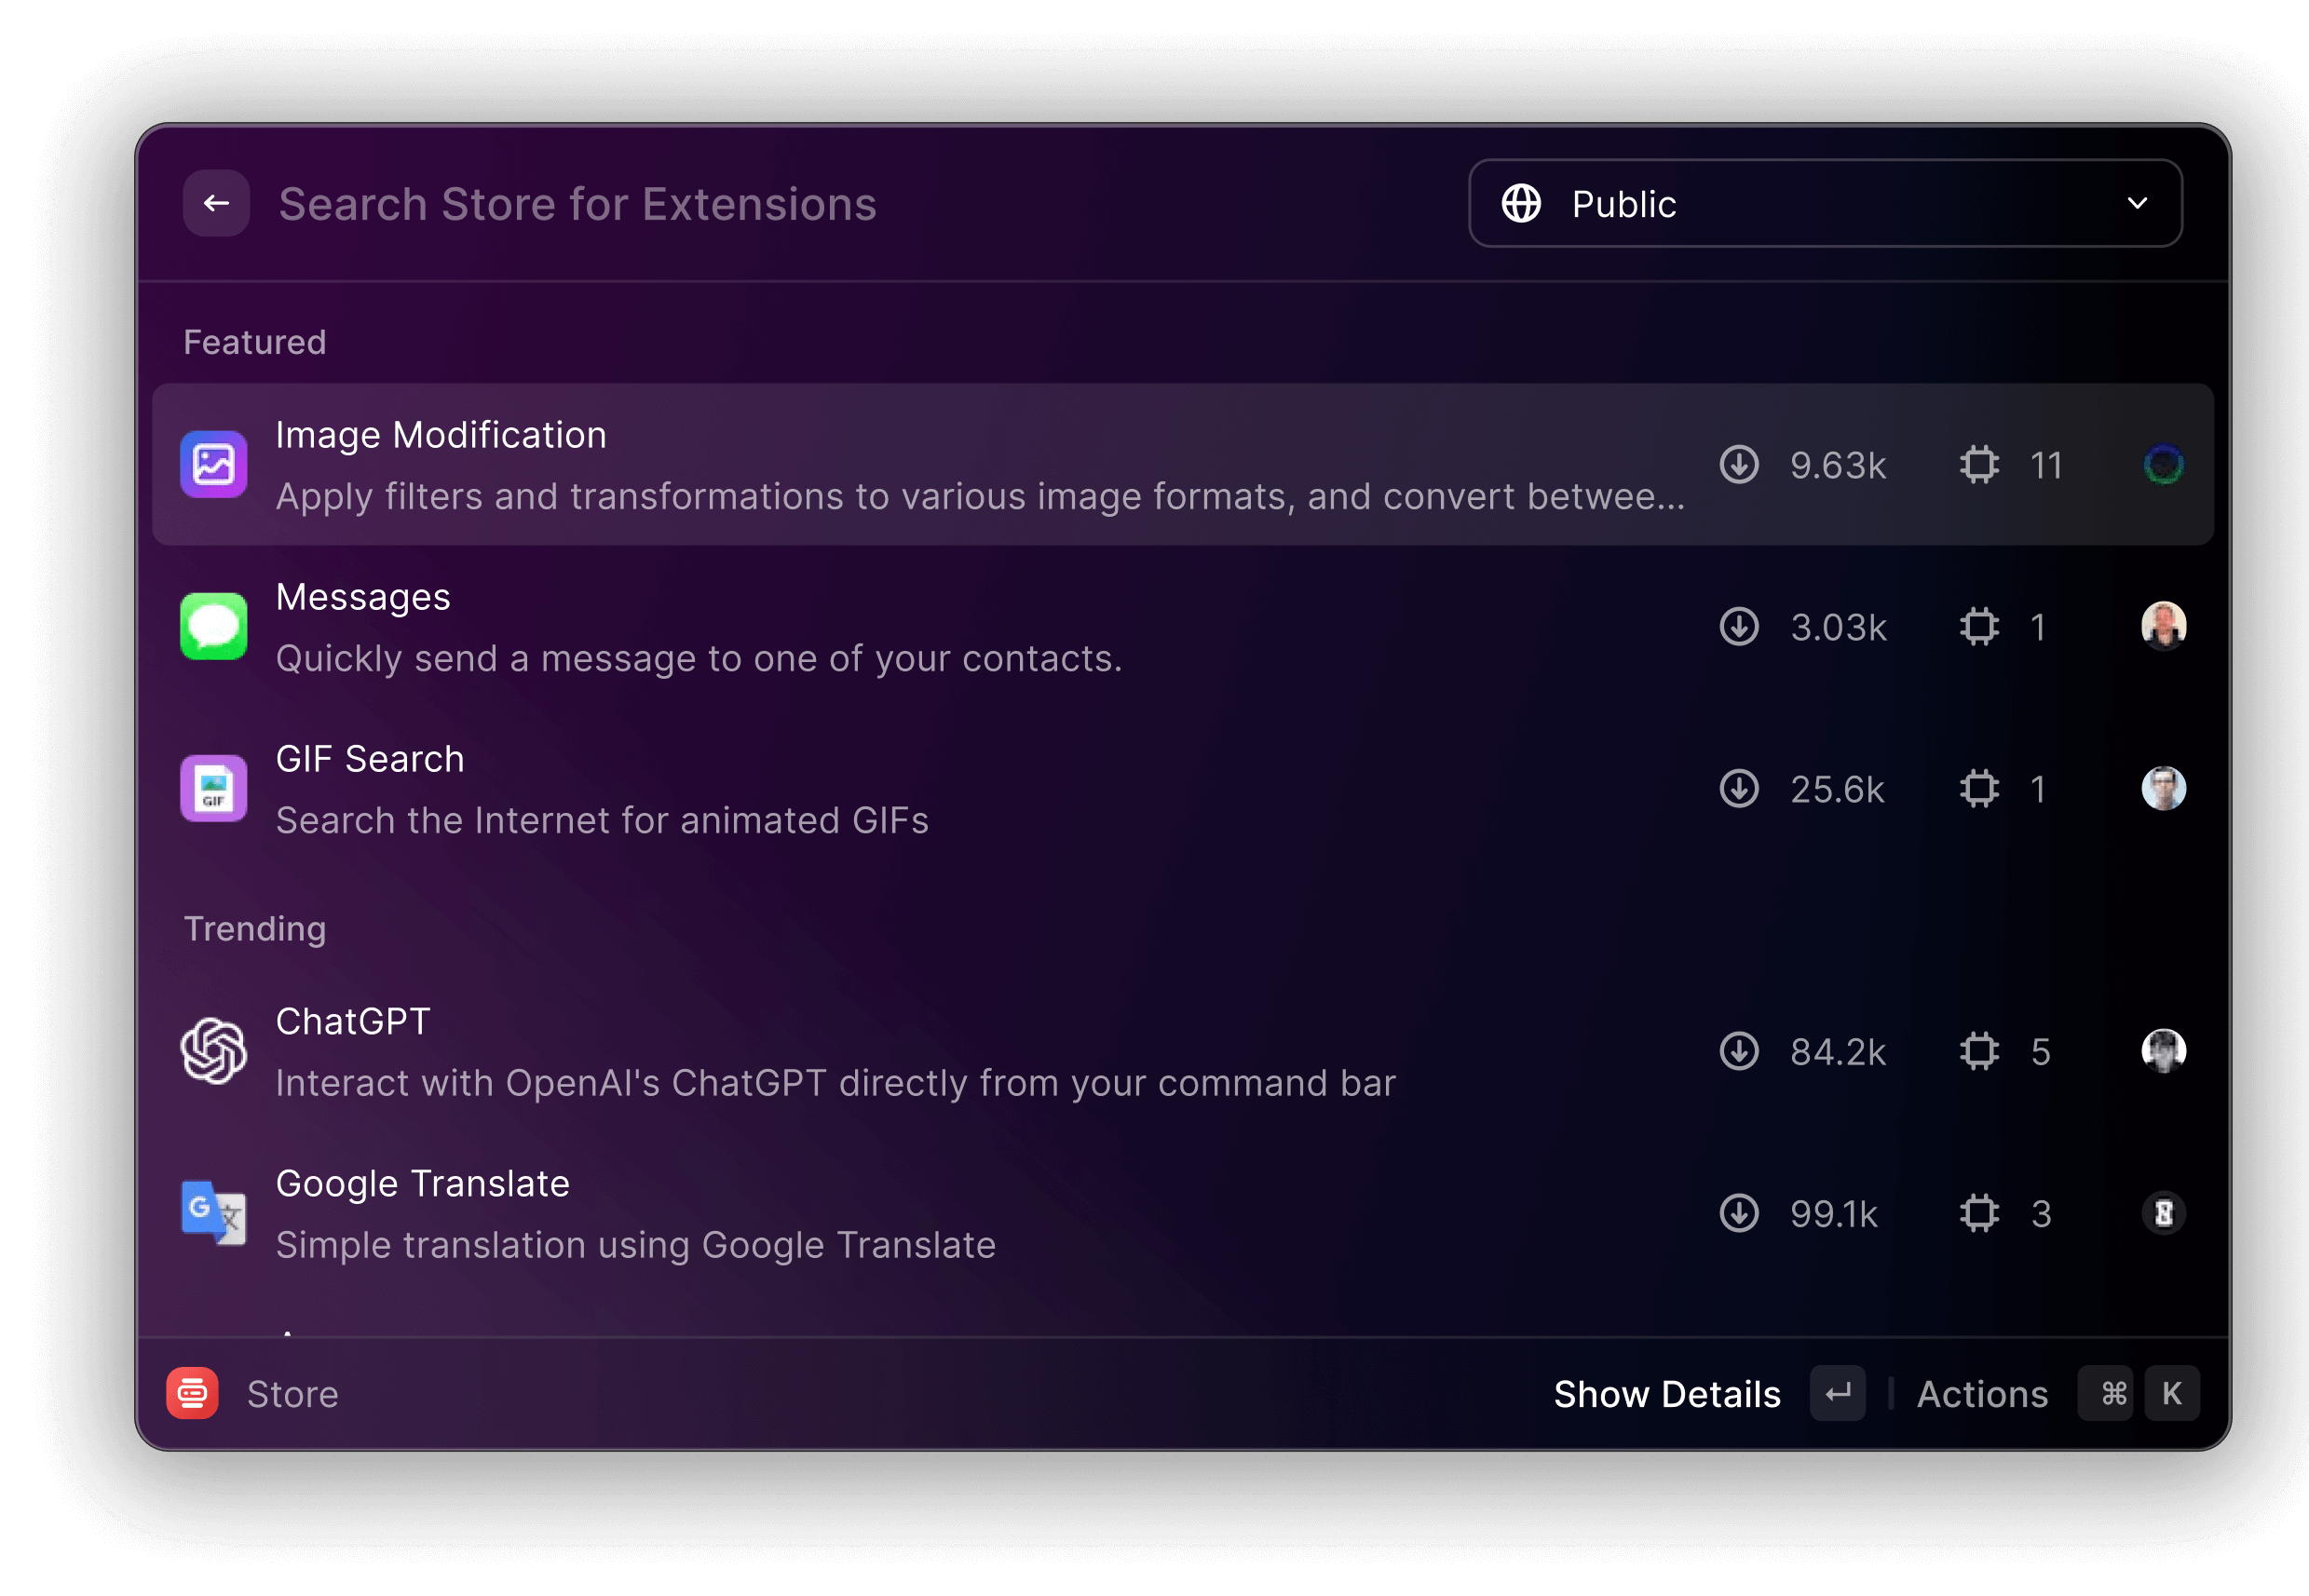 Search Store for Extensions
Public
Featured
Image Modification
Apply filters and transformations to various image formats, and convert betwee...
9.63k
11
Messages
Quickly send a message to one of your contacts.
3.03k
1
GIF Search
Search the Internet for animated GIFs
25.6k
1
GIF
Trending
ChatGPT
Interact with OpenAI's ChatGPT directly from your command bar
84.2k
5
Google Translate
Simple translation using Google Translate
99.1k
3
G
文
Store
Show Details
Actions
⌘ K